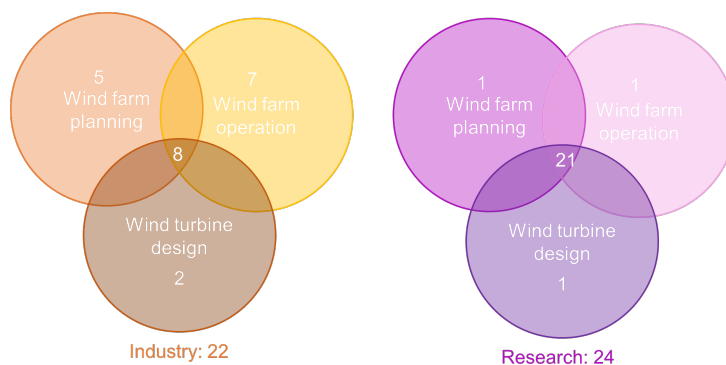 5
Wind farm
planning
7
Wind farm
operation
8
Wind turbine
design
2
Industry: 22
1
Wind farm
planning
1
Wind farm
operation
21
Wind turbine
design
1
Research: 24